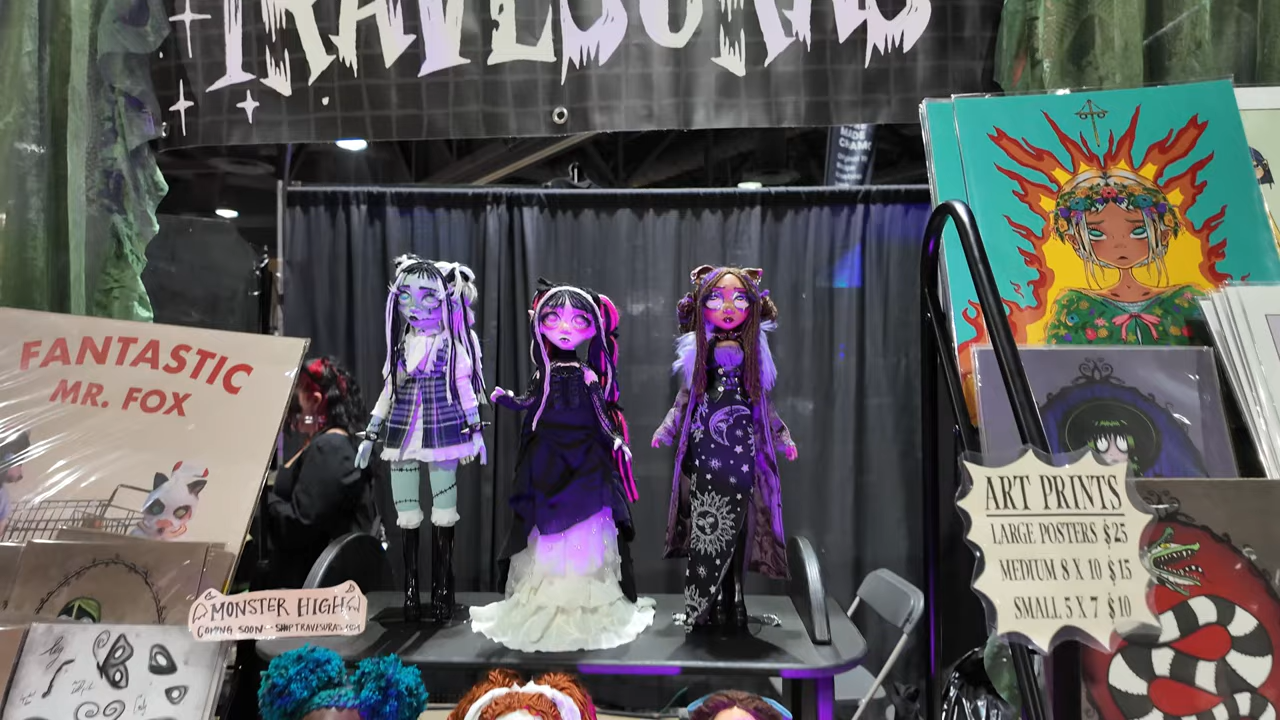 TRAVESURAS
FANTASTIC
MR. FOX
MONSTER HIGH
COMING SOON
ART PRINTS
LARGE POSTERS $25
MEDIUM 8 X 10 $15
SMALL 5 X 7 $10